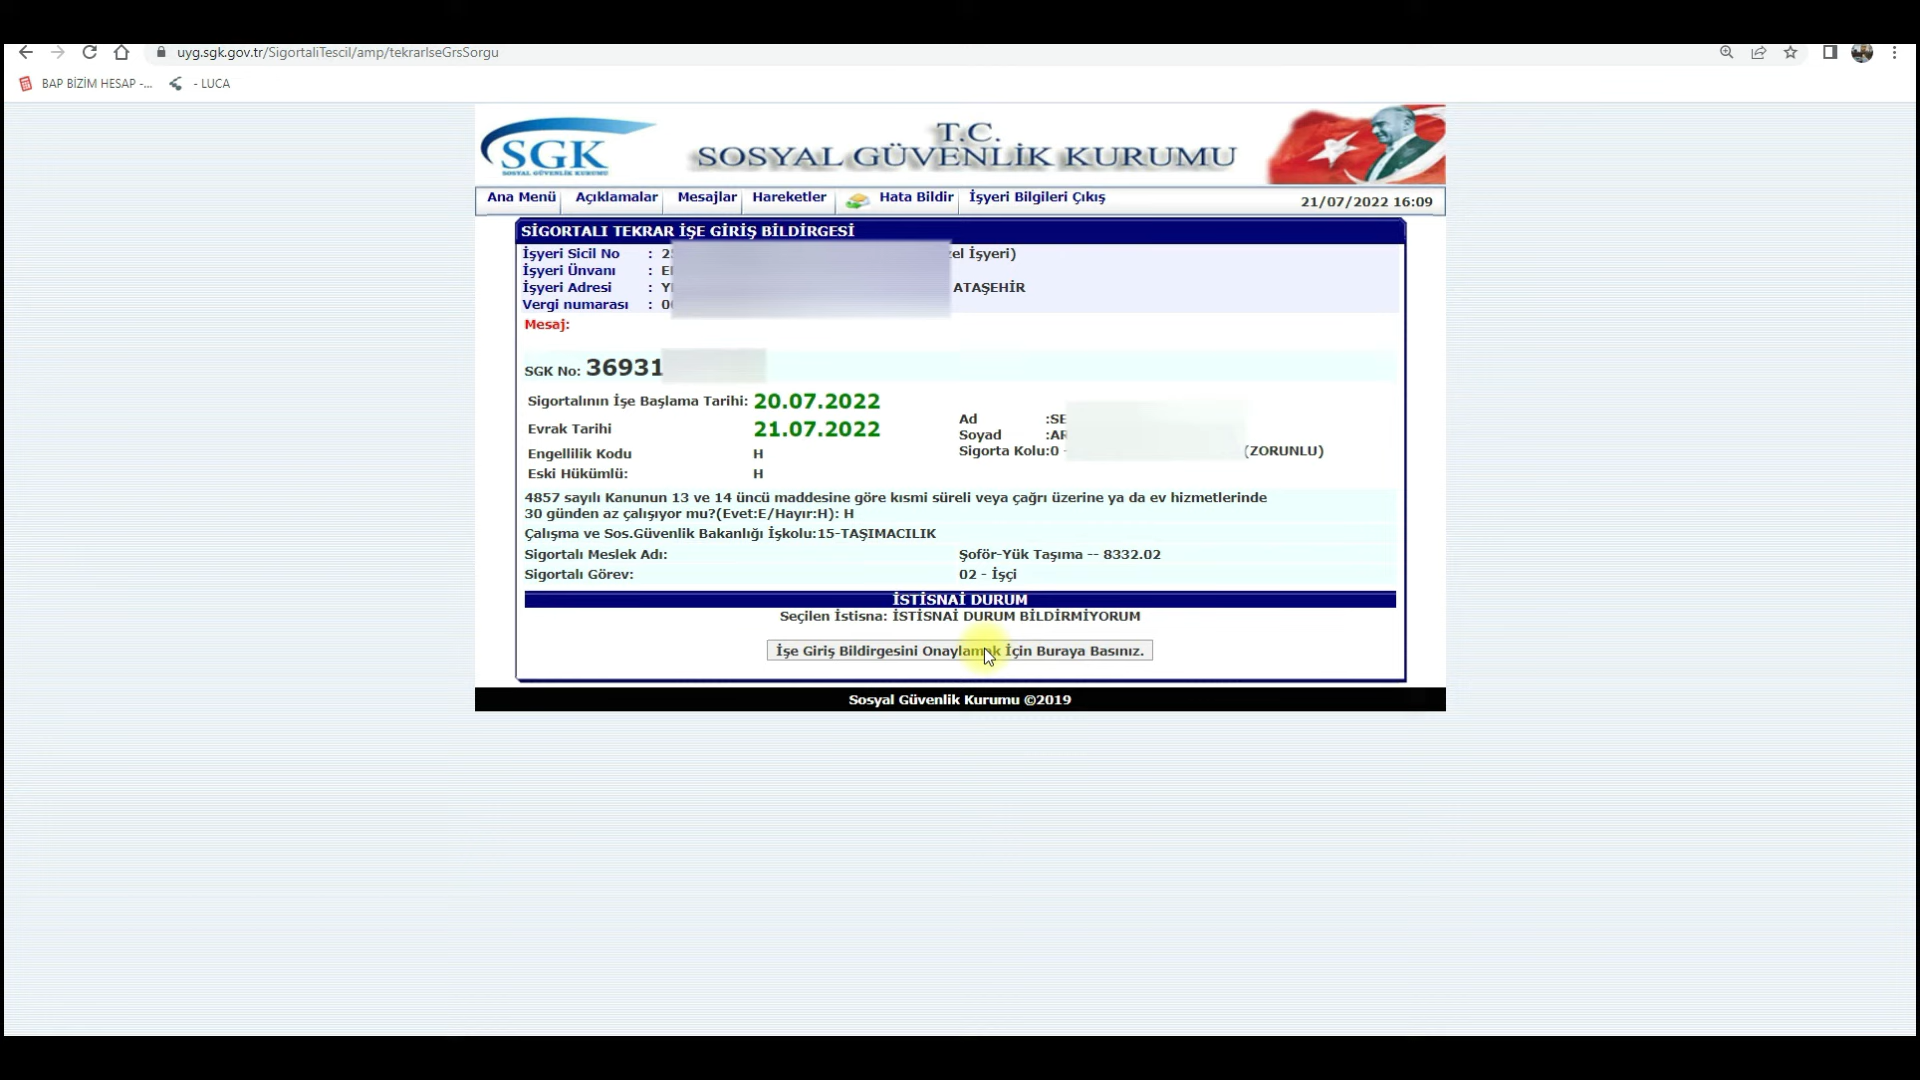 uyg.sgk.gov.tr/SigortaliTescil/amp/tekrarIseGrsSorgu
BAP BİZİM HESAP -... - LUCA
SGK
SOSYAL GÜVENLİK KURUMU
T.C.
SOSYAL GÜVENLİK KURUMU
Ana Menü Açıklamalar Mesajlar Hareketler Hata Bildir İşyeri Bilgileri Çıkış 21/07/2022 16:09
SİGORTALI TEKRAR İŞE GİRİŞ BİLDİRGESİ
İşyeri Sicil No : 2 el İşyeri)
İşyeri Ünvanı :
İşyeri Adresi : ATAŞEHİR
Vergi numarası : 0
Mesaj:
SGK No: 36931
Sigortalının İşe Başlama Tarihi: 20.07.2022
Evrak Tarihi 21.07.2022
Engellilik Kodu H
Eski Hükümlü: H
Ad :SE
Soyad :AR
Sigorta Kolu:0 - (ZORUNLU)
4857 sayılı Kanunun 13 ve 14 üncü maddesine göre kısmi süreli veya çağrı üzerine ya da ev hizmetlerinde
30 günden az çalışıyor mu?(Evet:E/Hayır:H): H
Çalışma ve Sos.Güvenlik Bakanlığı İşkolu:15-TAŞIMACILIK
Sigortalı Meslek Adı: Şoför-Yük Taşıma -- 8332.02
Sigortalı Görev: 02 - İşçi
İSTİSNAİ DURUM
Seçilen İstisna: İSTİSNAİ DURUM BİLDİRMİYORUM
İşe Giriş Bildirgesini Onaylamak İçin Buraya Basınız.
Sosyal Güvenlik Kurumu ©2019